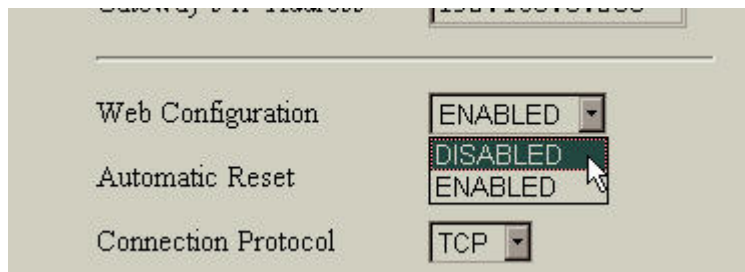 Web Configuration ENABLED
DISABLED
Automatic Reset ENABLED
Connection Protocol TCP